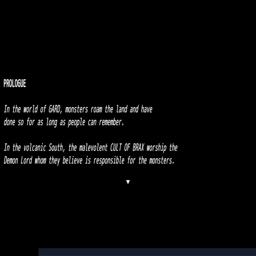 PROLOGUE
In the world of GARD, monsters roam the land and have
done so for as long as people can remember.
In the volcanic South, the malevolent CULT OF BRAX worship the
Demon Lord whom they believe is responsible for the monsters.